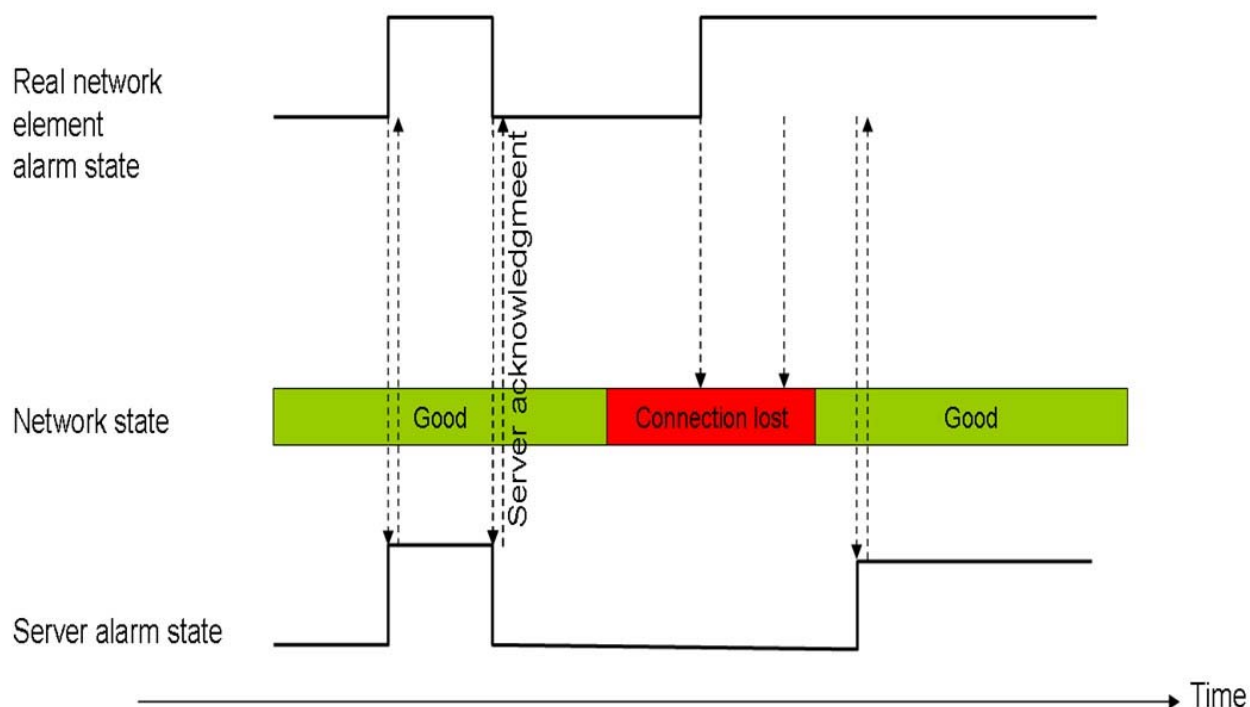 Real network
element
alarm state
Server acknowledgmeent
Network state
Good
Connection lost
Good
Server alarm state
Time